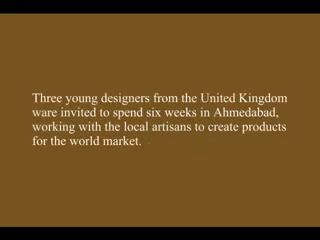 Three young designers from the United Kingdom
ware invited to spend six weeks in Ahmedabad,
working with the local artisans to create products
for the world market.